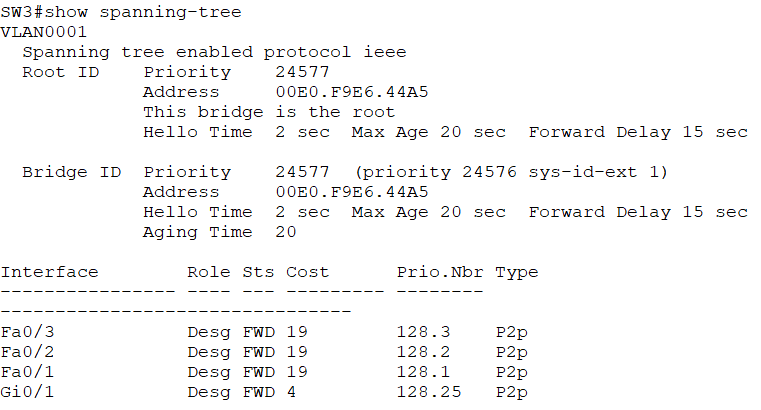 SW3#show spanning-tree
VLAN0001
  Spanning tree enabled protocol ieee
  Root ID    Priority    24577
             Address     00E0.F9E6.44A5
             This bridge is the root
             Hello Time  2 sec  Max Age 20 sec  Forward Delay 15 sec

  Bridge ID  Priority    24577  (priority 24576 sys-id-ext 1)
             Address     00E0.F9E6.44A5
             Hello Time  2 sec  Max Age 20 sec  Forward Delay 15 sec
             Aging Time  20

Interface        Role Sts Cost      Prio.Nbr Type
---------------- ---- --- --------- --------
--------------------------------
Fa0/3            Desg FWD 19        128.3    P2p
Fa0/2            Desg FWD 19        128.2    P2p
Fa0/1            Desg FWD 19        128.1    P2p
Gi0/1            Desg FWD 4         128.25   P2p